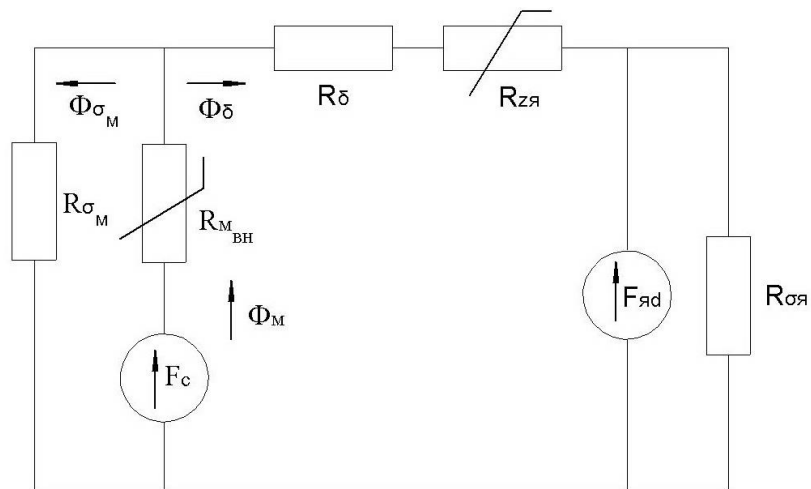 Rδ
Rzя
Φσм
Φδ
Rσм
Rмвн
Fяd
Rσя
Φм
Fc